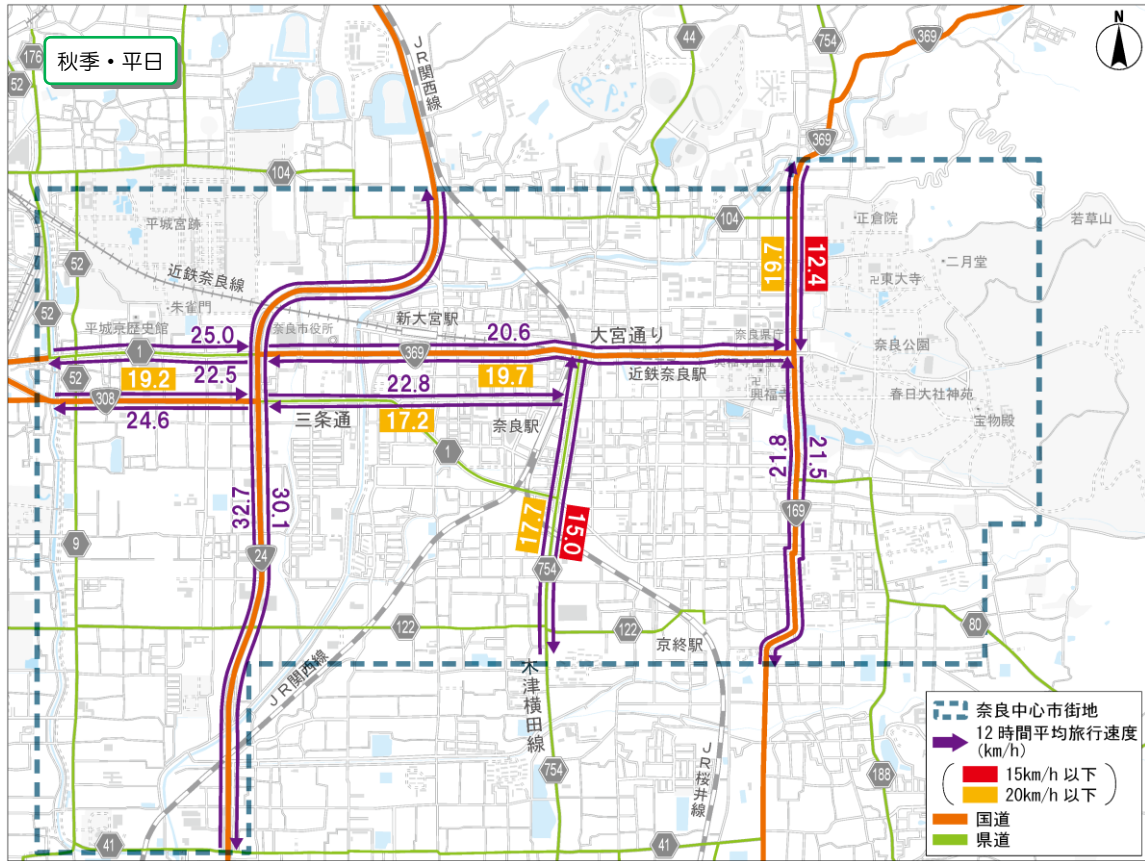 秋季・平日
N
176
52
44
754
369
JR関西線
369
104
104
平城宮跡
正倉院
若草山
52
近鉄奈良線
19.7
12.4
二月堂
卍東大寺
朱雀門
52
平城京歴史館
25.0
奈良市役所
新大宮駅
20.6
大宮通り
奈良県庁
奈良公園
1
369
19.2
22.5
19.7
近鉄奈良駅
52
22.8
卍
興福寺
春日大社神苑
308
宝物殿
24.6
三条通
17.2
奈良駅
1
21.8
21.5
32.7
30.1
17.7
15.0
169
9
24
754
122
122
80
京終駅
JR関西線
木津横田線
JR桜井線
754
188
41
41
奈良中心市街地
12時間平均旅行速度
(km/h)
15km/h 以下
20km/h 以下
国道
県道